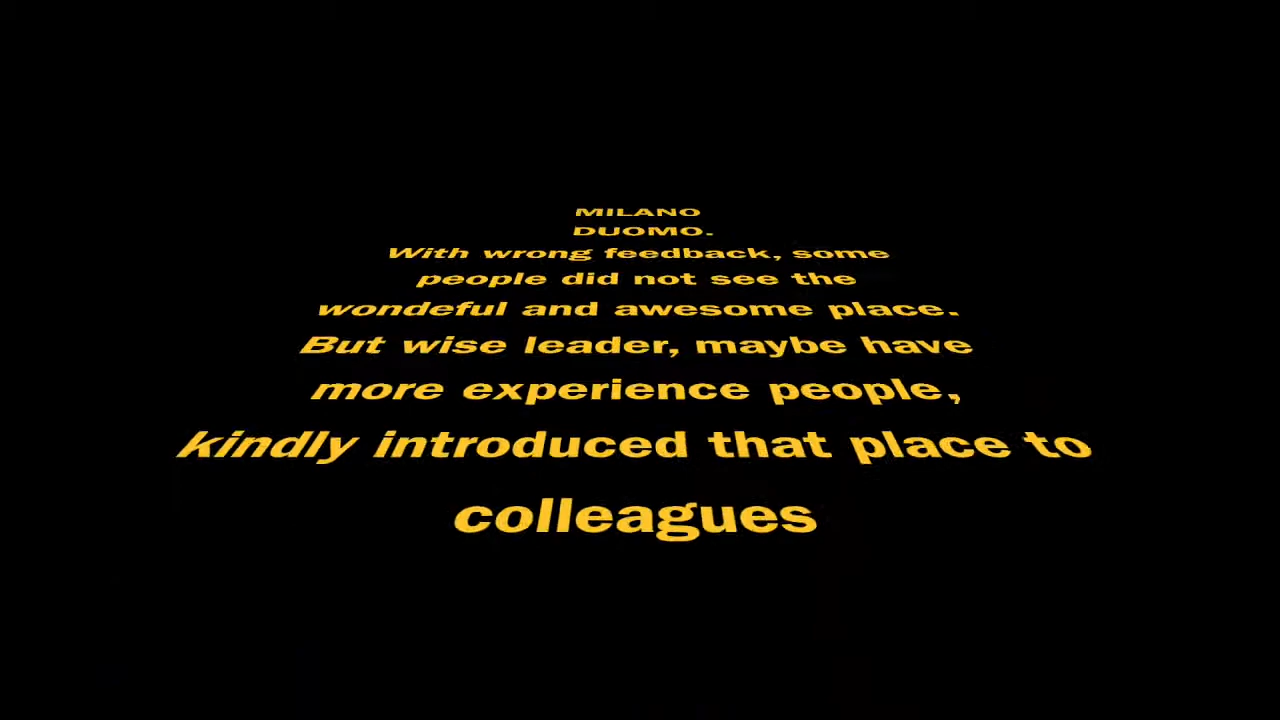 MILANO
DUOMO.
With wrong feedback, some
people did not see the
wondeful and awesome place.
But wise leader, maybe have
more experience people,
kindly introduced that place to
colleagues